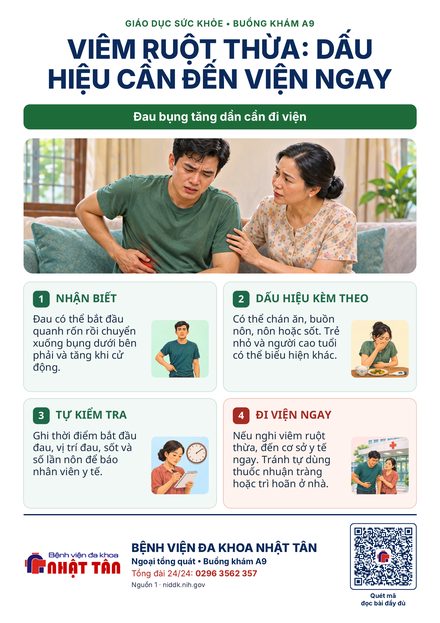 GIÁO DỤC SỨC KHỎE • BUỒNG KHÁM A9
VIÊM RUỘT THỪA: DẤU
HIỆU CẦN ĐẾN VIỆN NGAY
Đau bụng tăng dần cần đi viện
1 NHẬN BIẾT
Đau có thể bắt đầu
quanh rốn rồi chuyển
xuống bụng dưới bên
phải và tăng khi cử
động.
2 DẤU HIỆU KÈM THEO
Có thể chán ăn, buồn
nôn, nôn hoặc sốt. Trẻ
nhỏ và người cao tuổi
có thể biểu hiện khác.
3 TỰ KIỂM TRA
Ghi thời điểm bắt đầu
đau, vị trí đau, sốt và
số lần nôn để báo
nhân viên y tế.
4 ĐI VIỆN NGAY
Nếu nghi viêm ruột
thừa, đến cơ sở y tế
ngay. Tránh tự dùng
thuốc nhuận tràng
hoặc trì hoãn ở nhà.
Bệnh viện đa khoa
NHẬT TÂN
BỆNH VIỆN ĐA KHOA NHẬT TÂN
Ngoại tổng quát • Buồng khám A9
Tổng đài 24/24: 0296 3562 357
Nguồn 1 · niddk.nih.gov
Quét mã
đọc bài đầy đủ